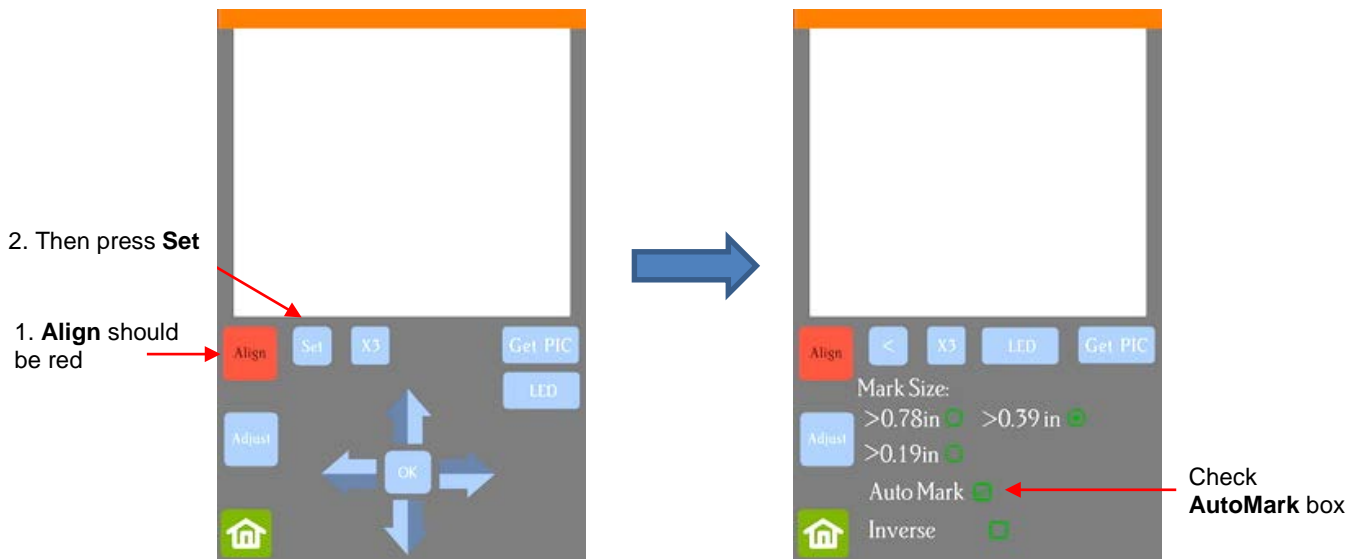 2. Then press Set
1. Align should
be red
Align
Set
X3
Get PIC
LED
Adjust
OK
Align
<
X3
LED
Get PIC
Mark Size:
>0.78in
>0.39 in
Adjust
>0.19in
Auto Mark
Inverse
Check
AutoMark box